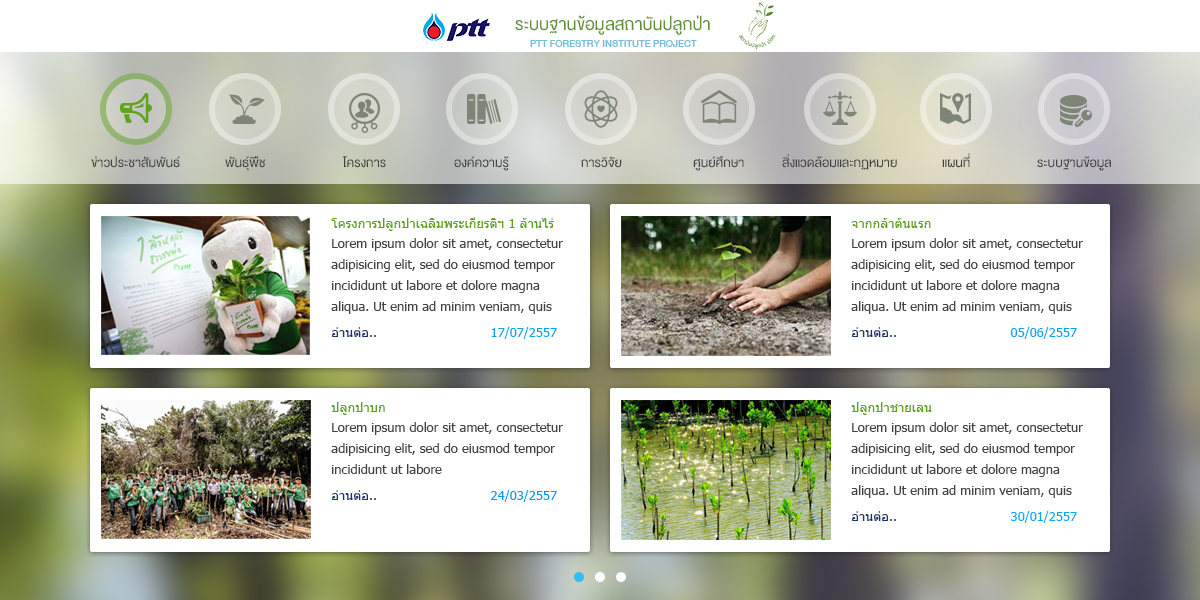 ptt
ระบบฐานข้อมูลสถาบันปลูกป่า
PTT FORESTRY INSTITUTE PROJECT
ข่าวประชาสัมพันธ์
พันธุ์พืช
โครงการ
องค์ความรู้
การวิจัย
ศูนย์ศึกษา
สิ่งแวดล้อมและกฎหมาย
แผนที่
ระบบฐานข้อมูล
โครงการปลูกป่าเฉลิมพระเกียรติฯ 1 ล้านไร่
Lorem ipsum dolor sit amet, consectetur
adipisicing elit, sed do eiusmod tempor
incididunt ut labore et dolore magna
aliqua. Ut enim ad minim veniam, quis
อ่านต่อ.. 17/07/2557
จากกล้าต้นแรก
Lorem ipsum dolor sit amet, consectetur
adipisicing elit, sed do eiusmod tempor
incididunt ut labore et dolore magna
aliqua. Ut enim ad minim veniam, quis
อ่านต่อ.. 05/06/2557
ปลูกป่าบก
Lorem ipsum dolor sit amet, consectetur
adipisicing elit, sed do eiusmod tempor
incididunt ut labore
อ่านต่อ.. 24/03/2557
ปลูกป่าชายเลน
Lorem ipsum dolor sit amet, consectetur
adipisicing elit, sed do eiusmod tempor
incididunt ut labore et dolore magna
aliqua. Ut enim ad minim veniam, quis
อ่านต่อ.. 30/01/2557